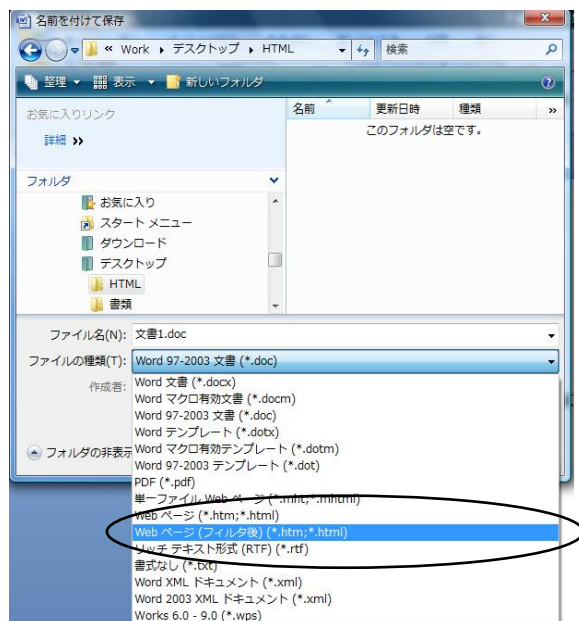 名前を付けて保存
« Work ▸ デスクトップ ▸ HTML
検索
整理 表示 新しいフォルダ
お気に入りリンク
詳細 »
フォルダ
お気に入り
スタート メニュー
ダウンロード
デスクトップ
HTML
書類
名前 更新日時 種類 »
このフォルダは空です。
ファイル名(N): 文書1.doc
ファイルの種類(T): Word 97-2003 文書 (*.doc)
作成者:
フォルダの非表示
Word 文書 (*.docx)
Word マクロ有効文書 (*.docm)
Word 97-2003 文書 (*.doc)
Word テンプレート (*.dotx)
Word マクロ有効テンプレート (*.dotm)
Word 97-2003 テンプレート (*.dot)
PDF (*.pdf)
単一ファイル Web ページ (*.mht;*.mhtml)
Web ページ (*.htm;*.html)
Web ページ (フィルタ後) (*.htm;*.html)
リッチ テキスト形式 (RTF) (*.rtf)
書式なし (*.txt)
Word XML ドキュメント (*.xml)
Word 2003 XML ドキュメント (*.xml)
Works 6.0 - 9.0 (*.wps)